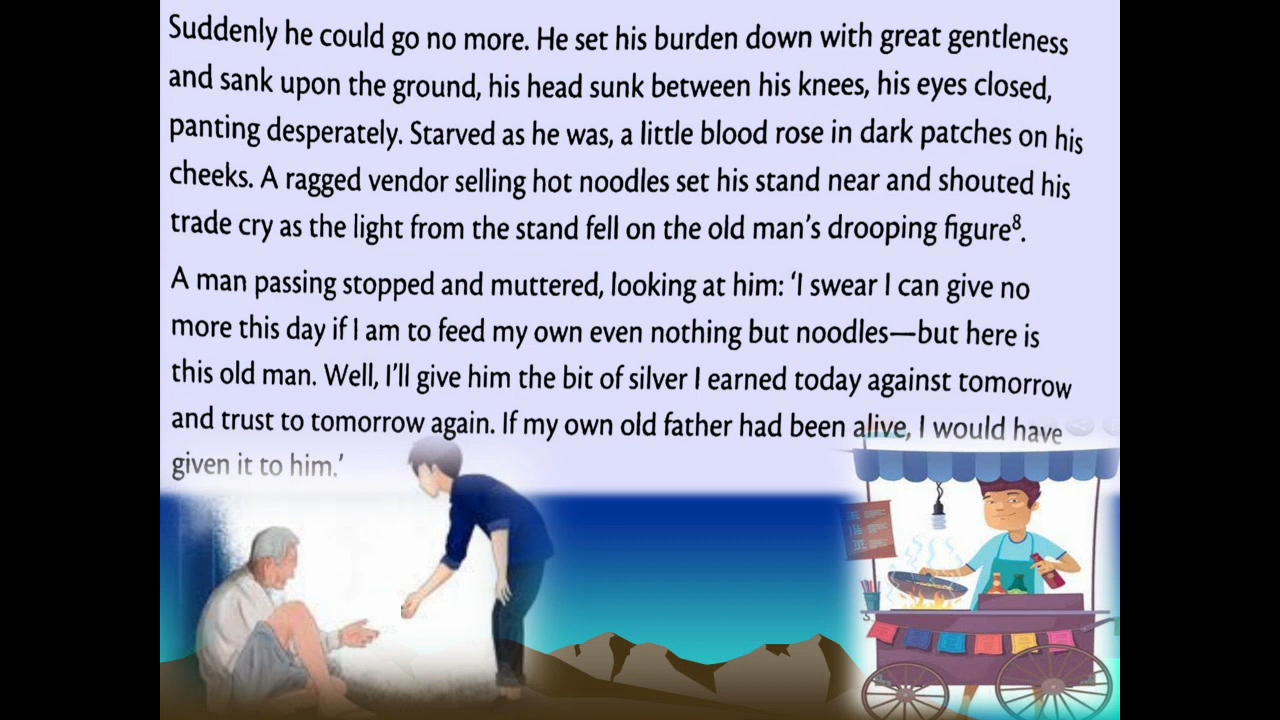 Suddenly he could go no more. He set his burden down with great gentleness
and sank upon the ground, his head sunk between his knees, his eyes closed,
panting desperately. Starved as he was, a little blood rose in dark patches on his
cheeks. A ragged vendor selling hot noodles set his stand near and shouted his
trade cry as the light from the stand fell on the old man’s drooping figure⁸.
A man passing stopped and muttered, looking at him: ‘I swear I can give no
more this day if I am to feed my own even nothing but noodles—but here is
this old man. Well, I’ll give him the bit of silver I earned today against tomorrow
and trust to tomorrow again. If my own old father had been alive, I would have
given it to him.’